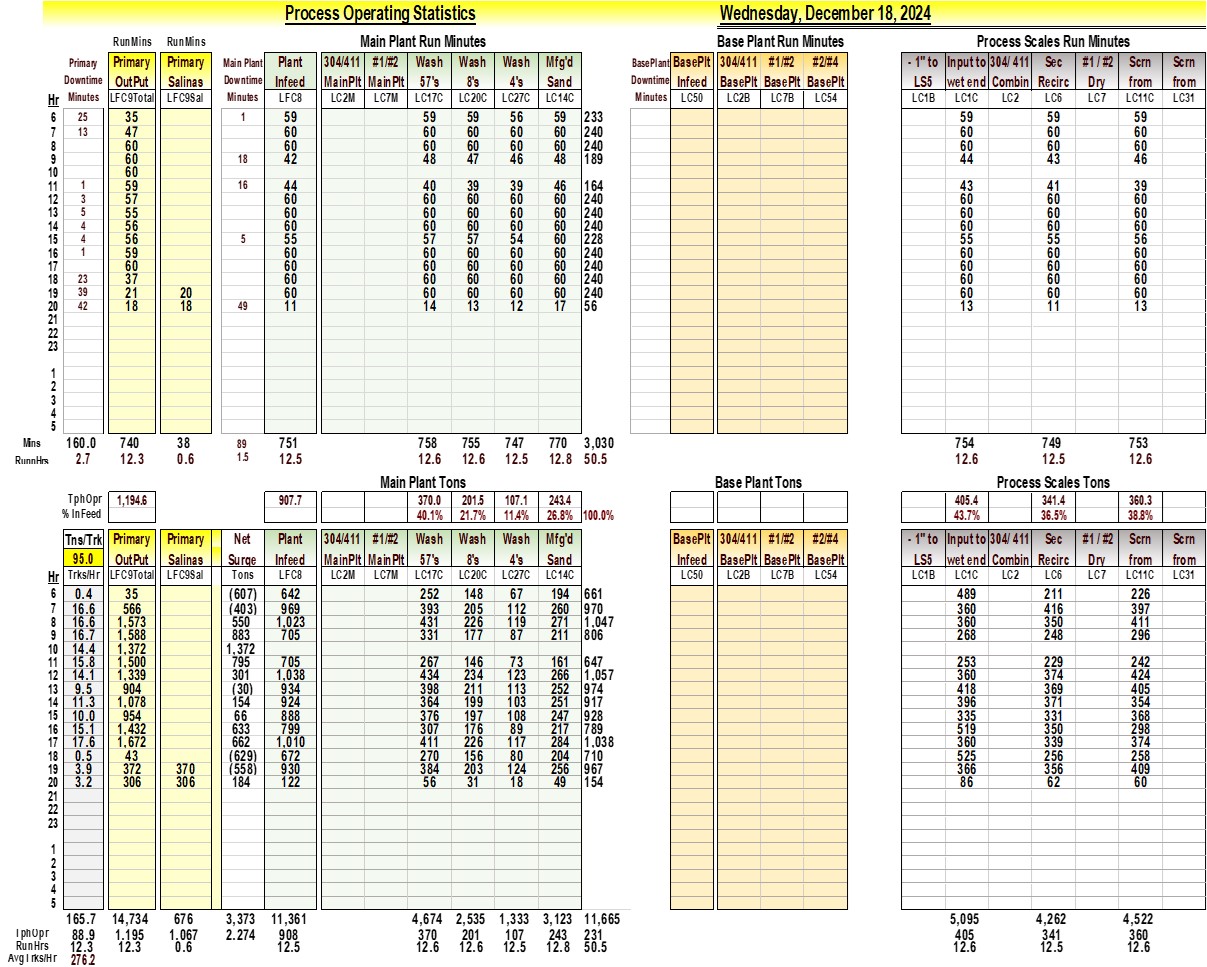 Process Operating Statistics Wednesday, December 18, 2024
RunMins RunMins Main Plant Run Minutes Base Plant Run Minutes Process Scales Run Minutes
Primary Primary Primary Main Plant Plant 304/411 #1/#2 Wash Wash Wash Mfg'd BasePlant BasePlt 304/411 #1/#2 #2/#4 - 1" to Input to 304/ 411 Sec #1 / #2 Scrn Scrn
Downtime OutPut Salinas Downtime Infeed MainPlt MainPlt 57's 8's 4's Sand Downtime Infeed BasePlt BasePlt BasePlt LS5 wet end Combin Recirc Dry from from
Hr Minutes LFC9Total LFC9Sal Minutes LFC8 LC2M LC7M LC17C LC20C LC27C LC14C Minutes LC50 LC2B LC7B LC54 LC1B LC1C LC2 LC6 LC7 LC11C LC31
6 25 35 1 59 59 59 56 59 233 59 59 59
7 13 47 60 60 60 60 60 240 60 60 60
8 60 60 60 60 60 60 240 60 60 60
9 60 18 42 48 47 46 48 189 44 43 46
10 60
11 1 59 16 44 40 39 39 46 164 43 41 39
12 3 57 60 60 60 60 60 240 60 60 60
13 5 55 60 60 60 60 60 240 60 60 60
14 4 56 60 60 60 60 60 240 60 60 60
15 4 56 5 55 57 57 54 60 228 55 55 56
16 1 59 60 60 60 60 60 240 60 60 60
17 60 60 60 60 60 60 240 60 60 60
18 23 37 60 60 60 60 60 240 60 60 60
19 39 21 20 60 60 60 60 60 240 60 60 60
20 42 18 18 49 11 14 13 12 17 56 13 11 13
21
22
23
1
2
3
4
5
Mins 160.0 740 38 89 751 758 755 747 770 3,030 754 749 753
RunnHrs 2.7 12.3 0.6 1.5 12.5 12.6 12.6 12.5 12.8 50.5 12.6 12.5 12.6
Main Plant Tons Base Plant Tons Process Scales Tons
TphOpr 1,194.6 907.7 370.0 201.5 107.1 243.4 405.4 341.4 360.3
% InFeed 40.1% 21.7% 11.4% 26.8% 100.0% 43.7% 36.5% 38.8%
Tns/Trk Primary Primary Net Plant 304/411 #1/#2 Wash Wash Wash Mfg'd BasePlt 304/411 #1/#2 #2/#4 - 1" to Input to 304/ 411 Sec #1 / #2 Scrn Scrn
95.0 OutPut Salinas Surge Infeed MainPlt MainPlt 57's 8's 4's Sand Infeed BasePlt BasePlt BasePlt LS5 wet end Combin Recirc Dry from from
Hr Trks/Hr LFC9Total LFC9Sal Tons LFC8 LC2M LC7M LC17C LC20C LC27C LC14C LC50 LC2B LC7B LC54 LC1B LC1C LC2 LC6 LC7 LC11C LC31
6 0.4 35 (607) 642 252 148 67 194 661 489 211 226
7 16.6 566 (403) 969 393 205 112 260 970 360 416 397
8 16.6 1,573 550 1,023 431 226 119 271 1,047 360 350 411
9 16.7 1,588 883 705 331 177 87 211 806 268 248 296
10 14.4 1,372 1,372
11 15.8 1,500 795 705 267 146 73 161 647 253 229 242
12 14.1 1,339 301 1,038 434 234 123 266 1,057 360 374 424
13 9.5 904 (30) 934 398 211 113 252 974 418 369 405
14 11.3 1,078 154 924 364 199 103 251 917 396 371 354
15 10.0 954 66 888 376 197 108 247 928 335 331 368
16 15.1 1,432 633 799 307 176 89 217 789 519 350 298
17 17.6 1,672 662 1,010 411 226 117 284 1,038 360 339 374
18 0.5 43 (629) 672 270 156 80 204 710 525 256 258
19 3.9 372 370 (558) 930 384 203 124 256 967 366 356 409
20 3.2 306 306 184 122 56 31 18 49 154 86 62 60
21
22
23
1
2
3
4
5
165.7 14,734 676 3,373 11,361 4,674 2,535 1,333 3,123 11,665 5,095 4,262 4,522
TphOpr 88.9 1,195 1,067 2,274 908 370 201 107 243 231 405 341 360
RunHrs 12.3 12.3 0.6 12.5 12.6 12.6 12.5 12.8 50.5 12.6 12.5 12.6
AvgTrks/Hr 276.2